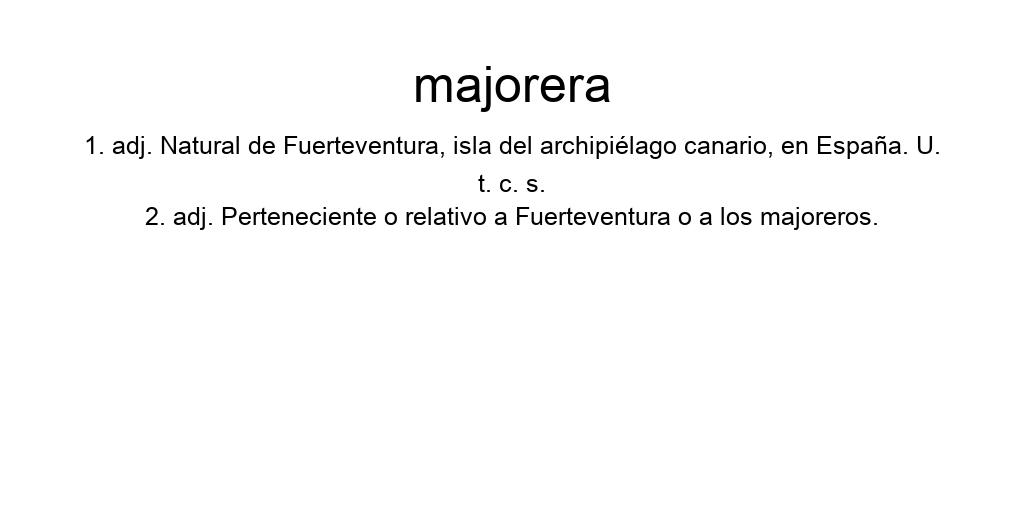 majorera
1. adj. Natural de Fuerteventura, isla del archipiélago canario, en España. U.
t. c. s.
2. adj. Perteneciente o relativo a Fuerteventura o a los majoreros.